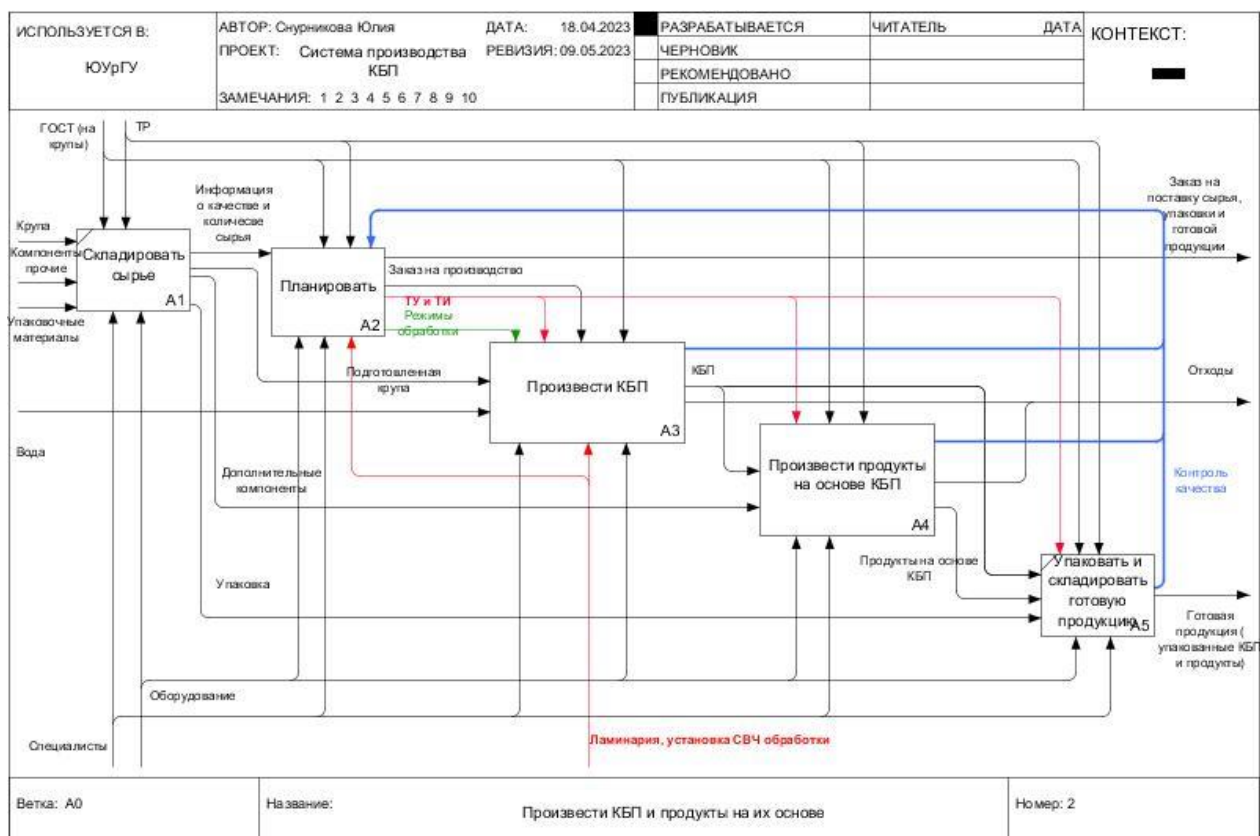 ИСПОЛЬЗУЕТСЯ В:
ЮУрГУ
АВТОР: Снурникова Юлия
ДАТА: 18.04.2023
ПРОЕКТ: Система производства
КБП
РЕВИЗИЯ: 09.05.2023
ЗАМЕЧАНИЯ: 1 2 3 4 5 6 7 8 9 10
РАЗРАБАТЫВАЕТСЯ
ЧЕРНОВИК
РЕКОМЕНДОВАНО
ПУБЛИКАЦИЯ
ЧИТАТЕЛЬ
ДАТА
КОНТЕКСТ:
ГОСТ (на
крупы)
ТР
Информация
о качестве и
количесве
сырья
Заказ на
поставку сырья,
упаковки и
готовой
продукции
Крупа
Компоненты
прочие
Упаковочные
материалы
Складировать
сырье
A1
Планировать
A2
Заказ на производство
ТУ и ТИ
Режимы
обработки
Подготовленная
крупа
Произвести КБП
A3
КБП
Отходы
Вода
Дополнительные
компоненты
Произвести продукты
на основе КБП
A4
Контроль
качества
Упаковка
Продукты на основе
КБП
Упаковать и
складировать
готовую
продукцию
A5
Готовая
продукция (
упакованные КБП
и продукты)
Оборудование
Специалисты
Ламинария, установка СВЧ обработки
Ветка: A0
Название:
Произвести КБП и продукты на их основе
Номер: 2